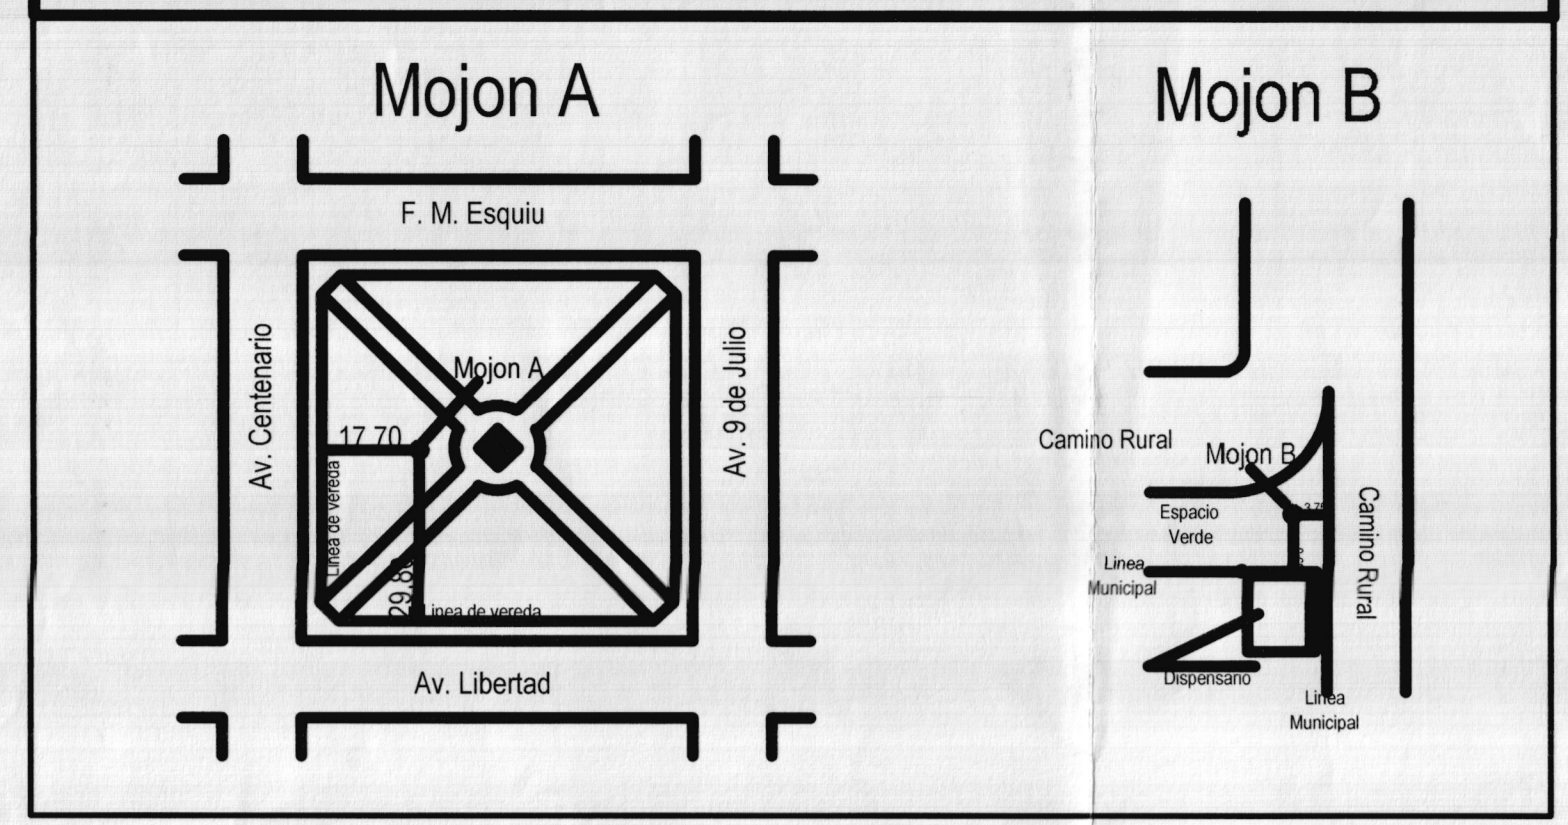 Mojon A
Mojon B
F. M. Esquiu
Av. Centenario
Av. 9 de Julio
Mojon A
17.70
Linea de vereda
Linea de vereda
Av. Libertad
Camino Rural
Mojon B
Espacio
Verde
Camino Rural
Linea
Municipal
Dispensario
Linea
Municipal